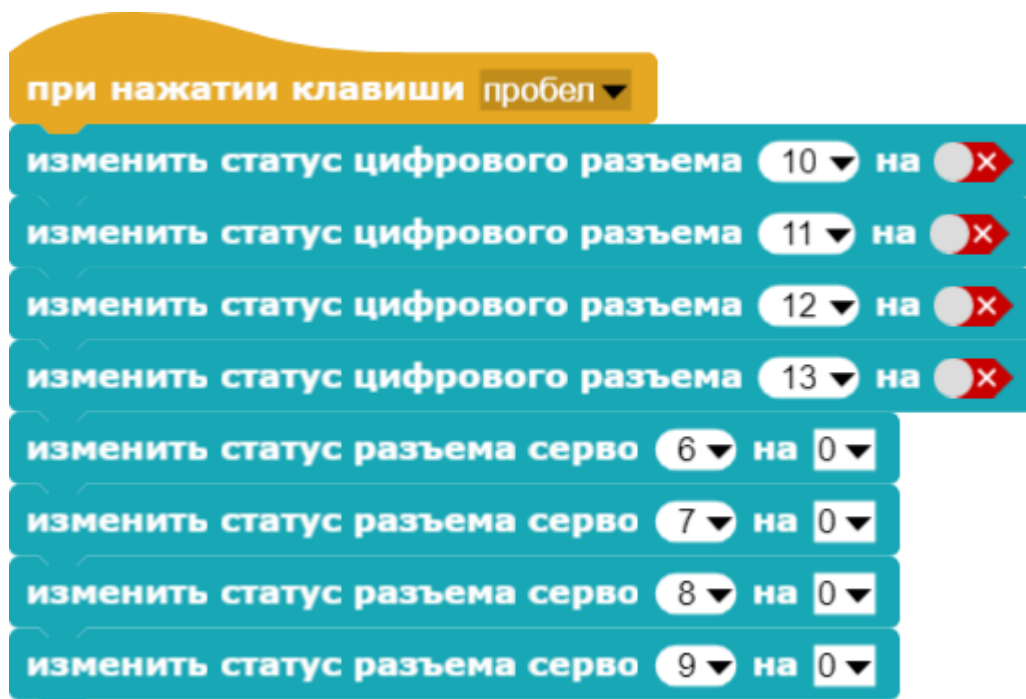 при нажатии клавиши пробел
изменить статус цифрового разъема 10 на
изменить статус цифрового разъема 11 на
изменить статус цифрового разъема 12 на
изменить статус цифрового разъема 13 на
изменить статус разъема серво 6 на 0
изменить статус разъема серво 7 на 0
изменить статус разъема серво 8 на 0
изменить статус разъема серво 9 на 0